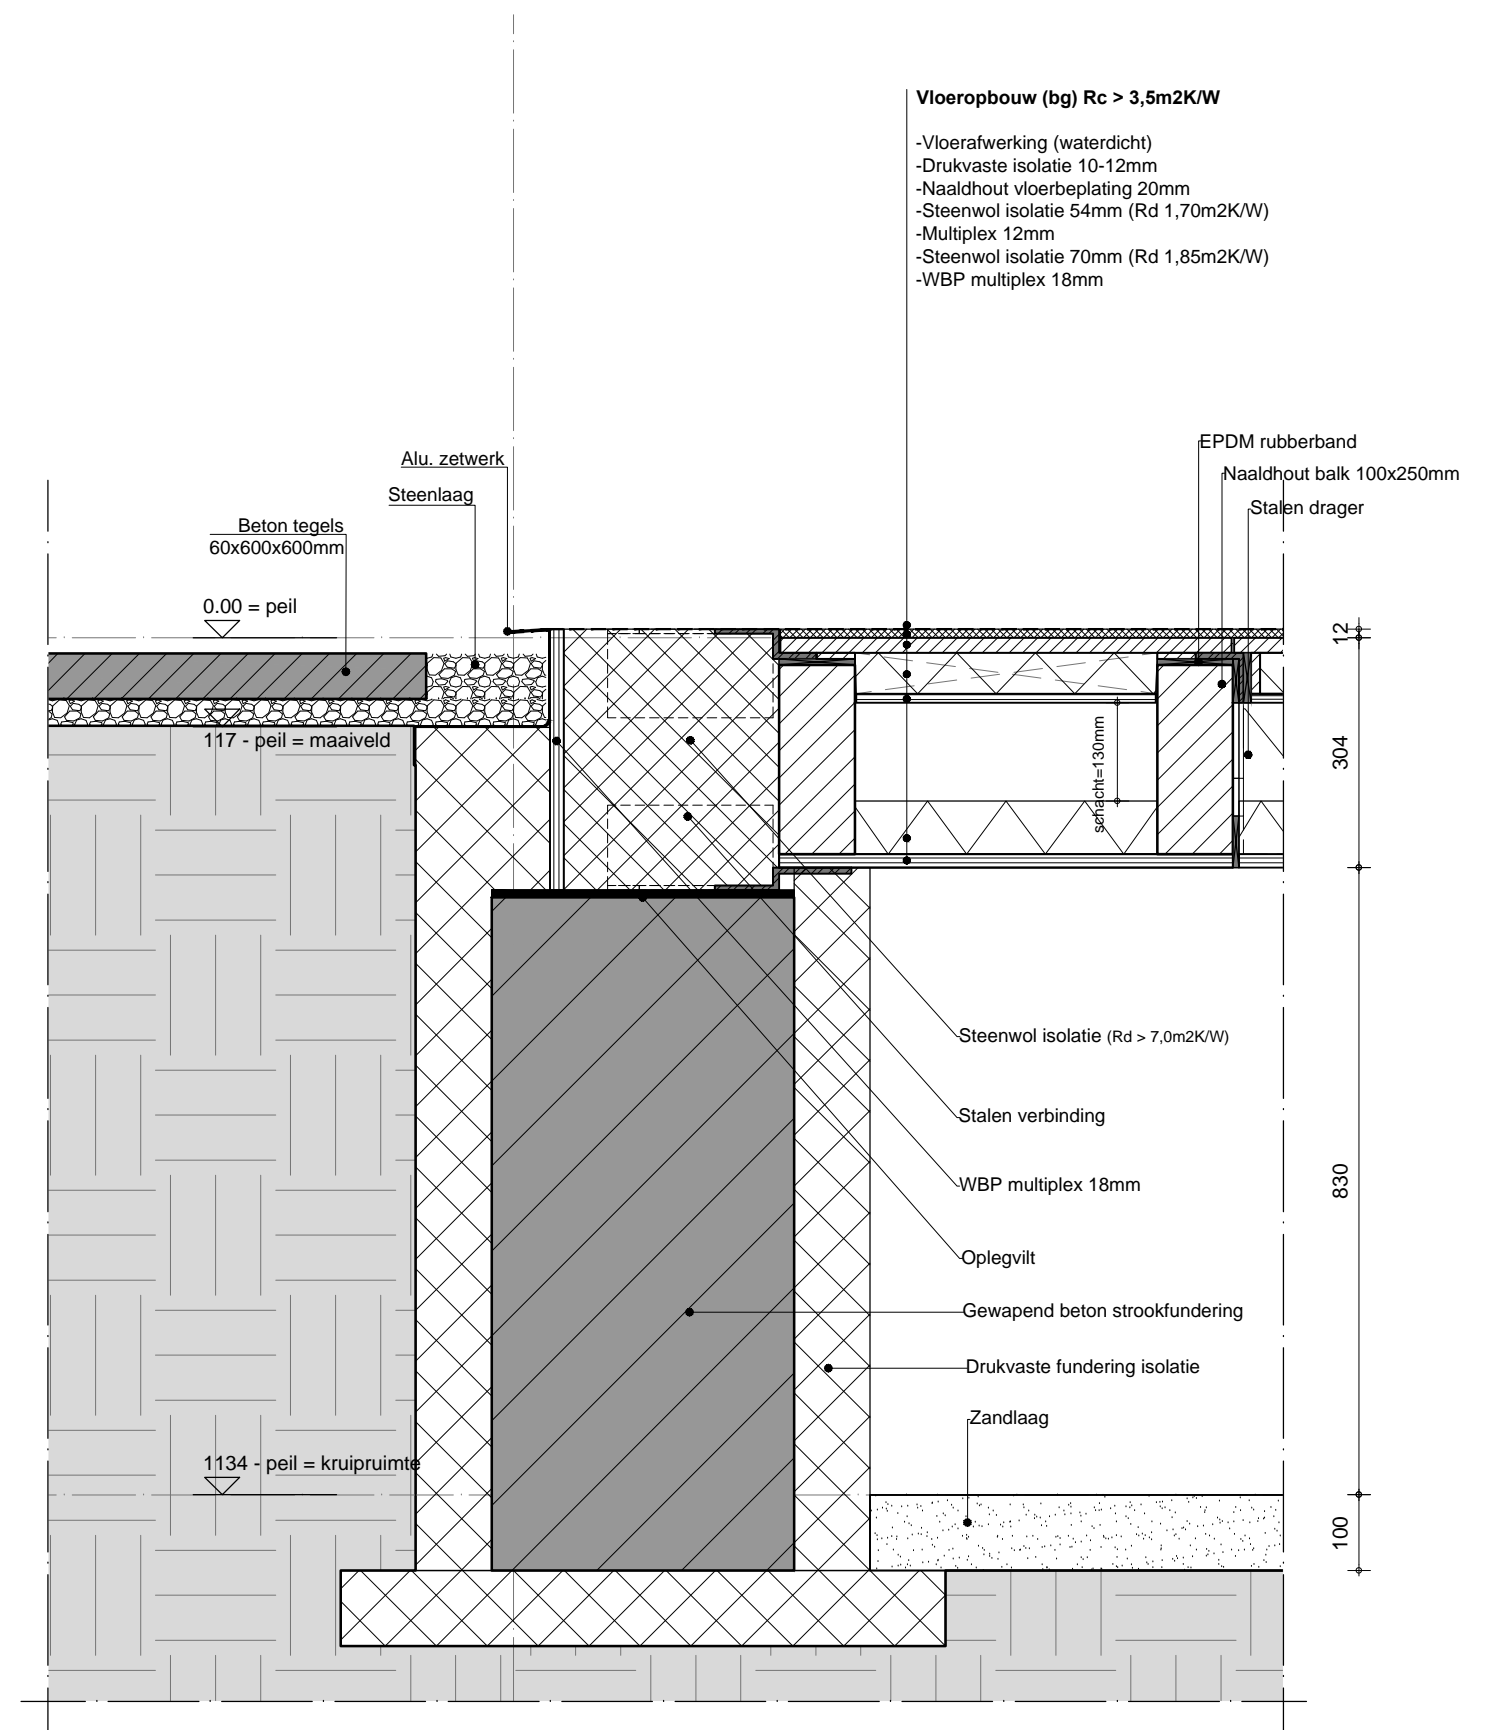 Vloeropbouw (bg) Rc > 3,5m2K/W
-Vloerafwerking (waterdicht)
-Drukvaste isolatie 10-12mm
-Naaldhout vloerbeplating 20mm
-Steenwol isolatie 54mm (Rd 1,70m2K/W)
-Multiplex 12mm
-Steenwol isolatie 70mm (Rd 1,85m2K/W)
-WBP multiplex 18mm
EPDM rubberband
Naaldhout balk 100x250mm
Stalen drager
Alu. zetwerk
Steenlaag
Beton tegels
60x600x600mm
0.00 = peil
117 - peil = maaiveld
schacht=130mm
12
304
830
100
Steenwol isolatie (Rd > 7,0m2K/W)
Stalen verbinding
WBP multiplex 18mm
Oplegvilt
Gewapend beton strookfundering
Drukvaste fundering isolatie
Zandlaag
1134 - peil = kruipruimte